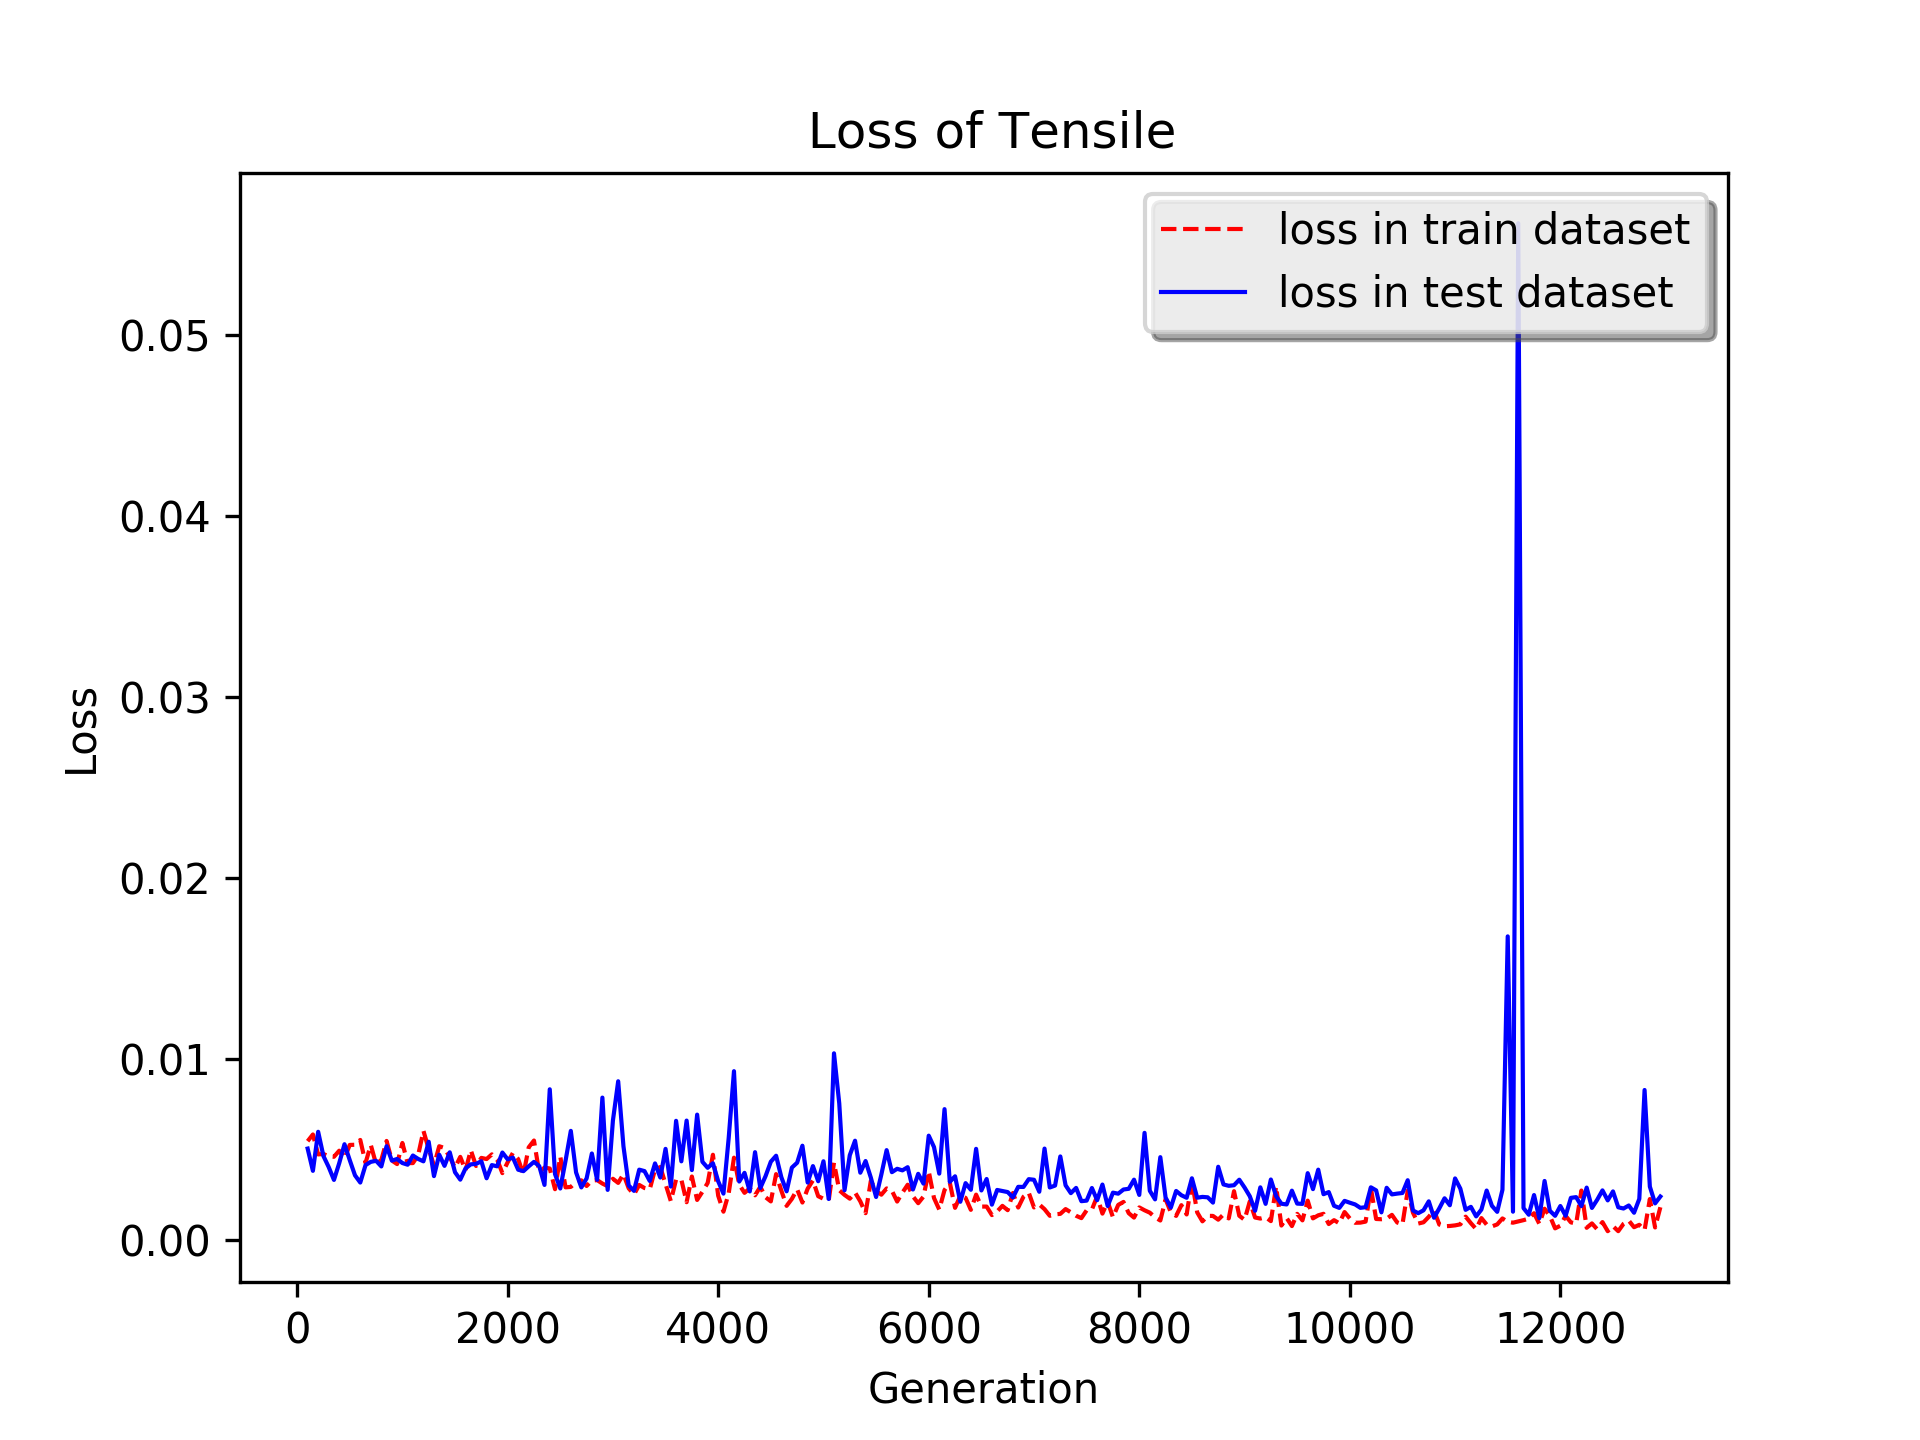 Loss of Tensile
loss in train dataset
loss in test dataset
0.05
0.04
0.03
0.02
0.01
0.00
Loss
0 2000 4000 6000 8000 10000 12000
Generation